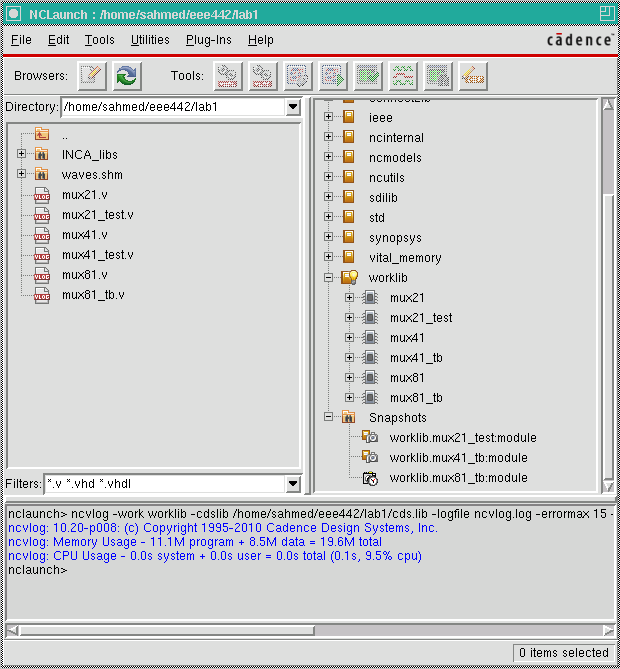 NCLaunch : /home/sahmed/eee442/lab1
File Edit Tools Utilities Plug-Ins Help
cādence™
Browsers:
Tools:
Directory: /home/sahmed/eee442/lab1
..
INCA_libs
waves.shm
mux21.v
mux21_test.v
mux41.v
mux41_test.v
mux81.v
mux81_tb.v
Filters: *.v *.vhd *.vhdl
ieee
ncinternal
ncmodels
ncutils
sdilib
std
synopsys
vital_memory
worklib
mux21
mux21_test
mux41
mux41_tb
mux81
mux81_tb
Snapshots
worklib.mux21_test:module
worklib.mux41_tb:module
worklib.mux81_tb:module
nclaunch> ncvlog -work worklib -cdslib /home/sahmed/eee442/lab1/cds.lib -logfile ncvlog.log -errormax 15 -
ncvlog: 10.20-p008: (c) Copyright 1995-2010 Cadence Design Systems, Inc.
ncvlog: Memory Usage - 11.1M program + 8.5M data = 19.6M total
ncvlog: CPU Usage - 0.0s system + 0.0s user = 0.0s total (0.1s, 9.5% cpu)
nclaunch>
0 items selected